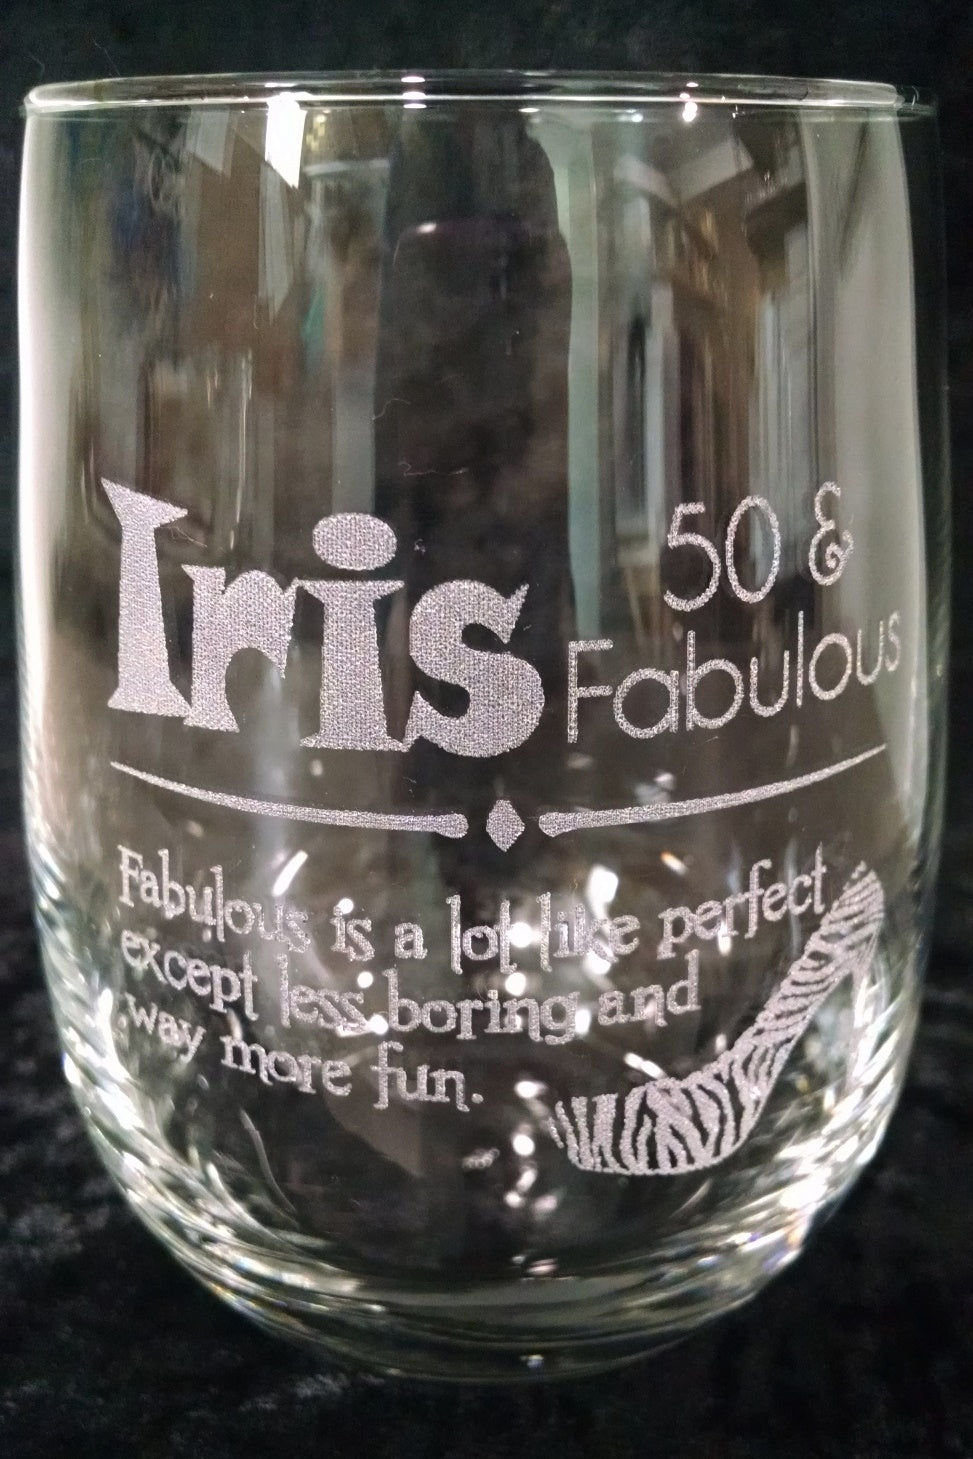 Iris
50 &
Fabulous
Fabulous is a lot like perfect
except less boring and
way more fun.